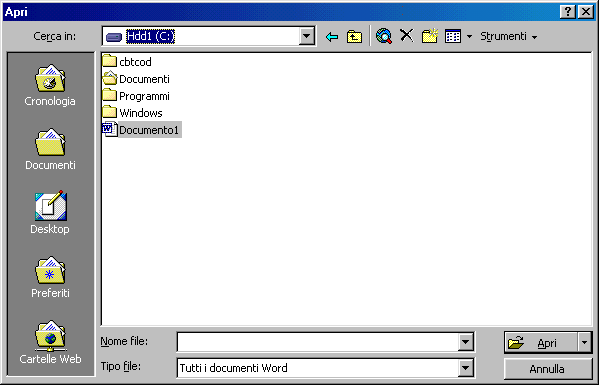 Apri
Cerca in: Hdd1 (C:) Strumenti
Cronologia
Documenti
Desktop
Preferiti
Cartelle Web
cbtcod
Documenti
Programmi
Windows
Documento1
Nome file: Apri
Tipo file: Tutti i documenti Word Annulla